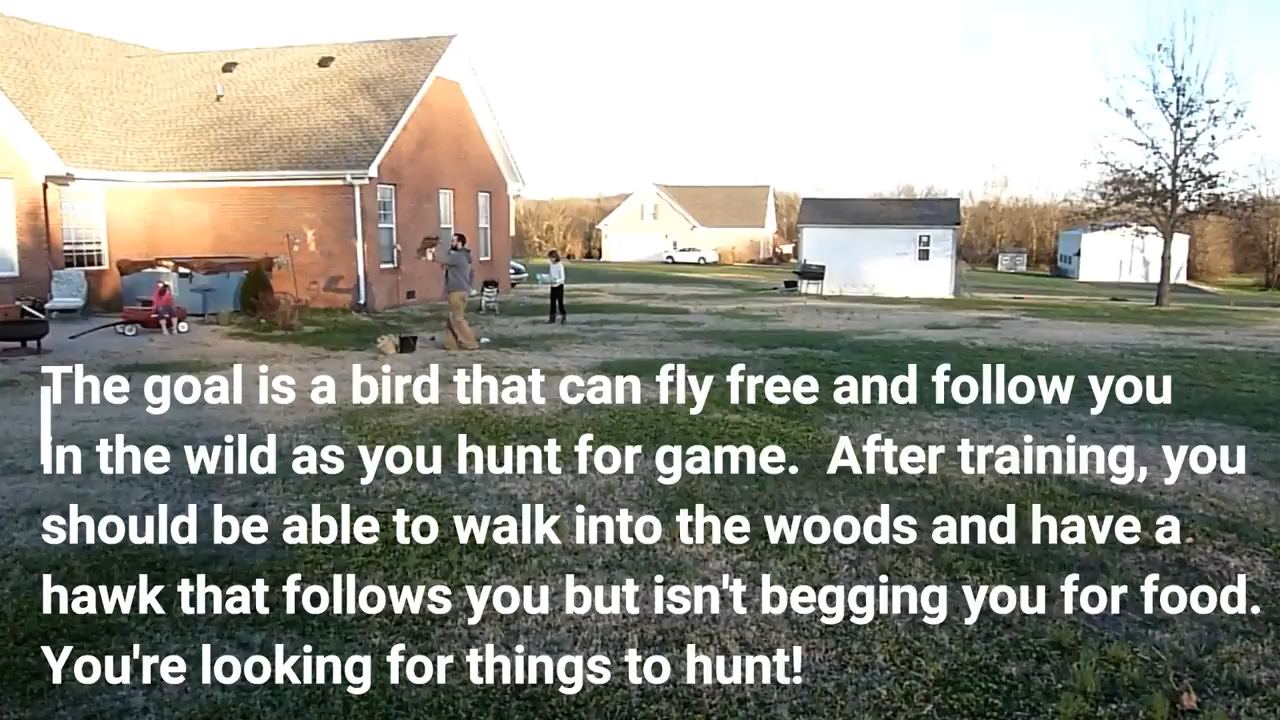 The goal is a bird that can fly free and follow you
in the wild as you hunt for game.  After training, you
should be able to walk into the woods and have a
hawk that follows you but isn't begging you for food.
You're looking for things to hunt!